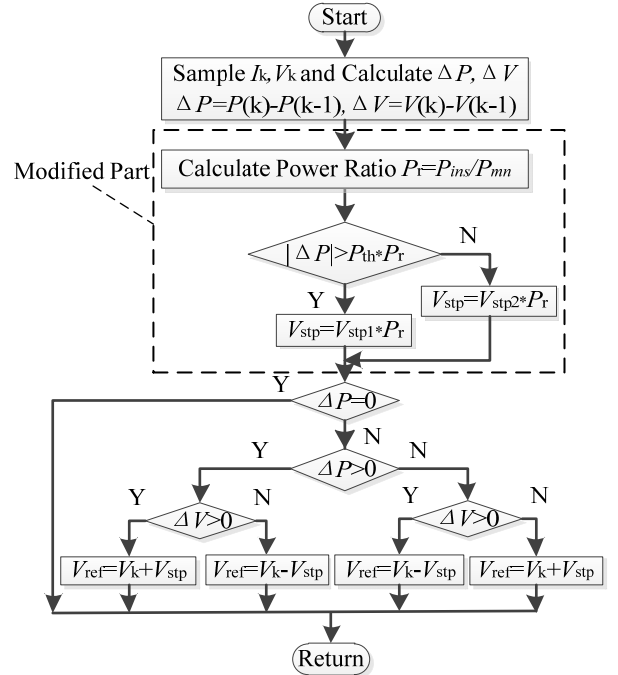 Start
Sample Ik,Vk and Calculate ΔP, ΔV
ΔP=P(k)-P(k-1), ΔV=V(k)-V(k-1)
Modified Part
Calculate Power Ratio Pr=Pins/Pmn
|ΔP|>Pth*Pr
N
Y
Vstp=Vstp2*Pr
Vstp=Vstp1*Pr
Y
ΔP=0
N
Y
ΔP>0
N
Y
ΔV>0
N
Y
ΔV>0
N
Vref=Vk+Vstp
Vref=Vk-Vstp
Vref=Vk-Vstp
Vref=Vk+Vstp
Return